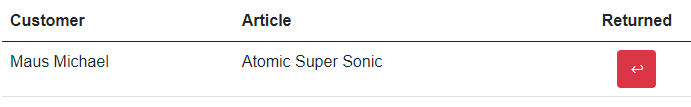 Customer Article Returned
Maus Michael Atomic Super Sonic ↩